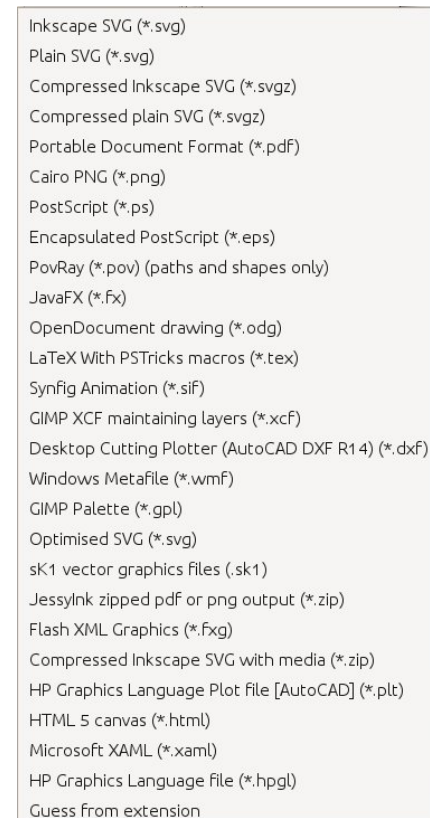 Inkscape SVG (*.svg)
Plain SVG (*.svg)
Compressed Inkscape SVG (*.svgz)
Compressed plain SVG (*.svgz)
Portable Document Format (*.pdf)
Cairo PNG (*.png)
PostScript (*.ps)
Encapsulated PostScript (*.eps)
PovRay (*.pov) (paths and shapes only)
JavaFX (*.fx)
OpenDocument drawing (*.odg)
LaTeX With PSTricks macros (*.tex)
Synfig Animation (*.sif)
GIMP XCF maintaining layers (*.xcf)
Desktop Cutting Plotter (AutoCAD DXF R14) (*.dxf)
Windows Metafile (*.wmf)
GIMP Palette (*.gpl)
Optimised SVG (*.svg)
sK1 vector graphics files (.sk1)
JessyInk zipped pdf or png output (*.zip)
Flash XML Graphics (*.fxg)
Compressed Inkscape SVG with media (*.zip)
HP Graphics Language Plot file [AutoCAD] (*.plt)
HTML 5 canvas (*.html)
Microsoft XAML (*.xaml)
HP Graphics Language file (*.hpgl)
Guess from extension